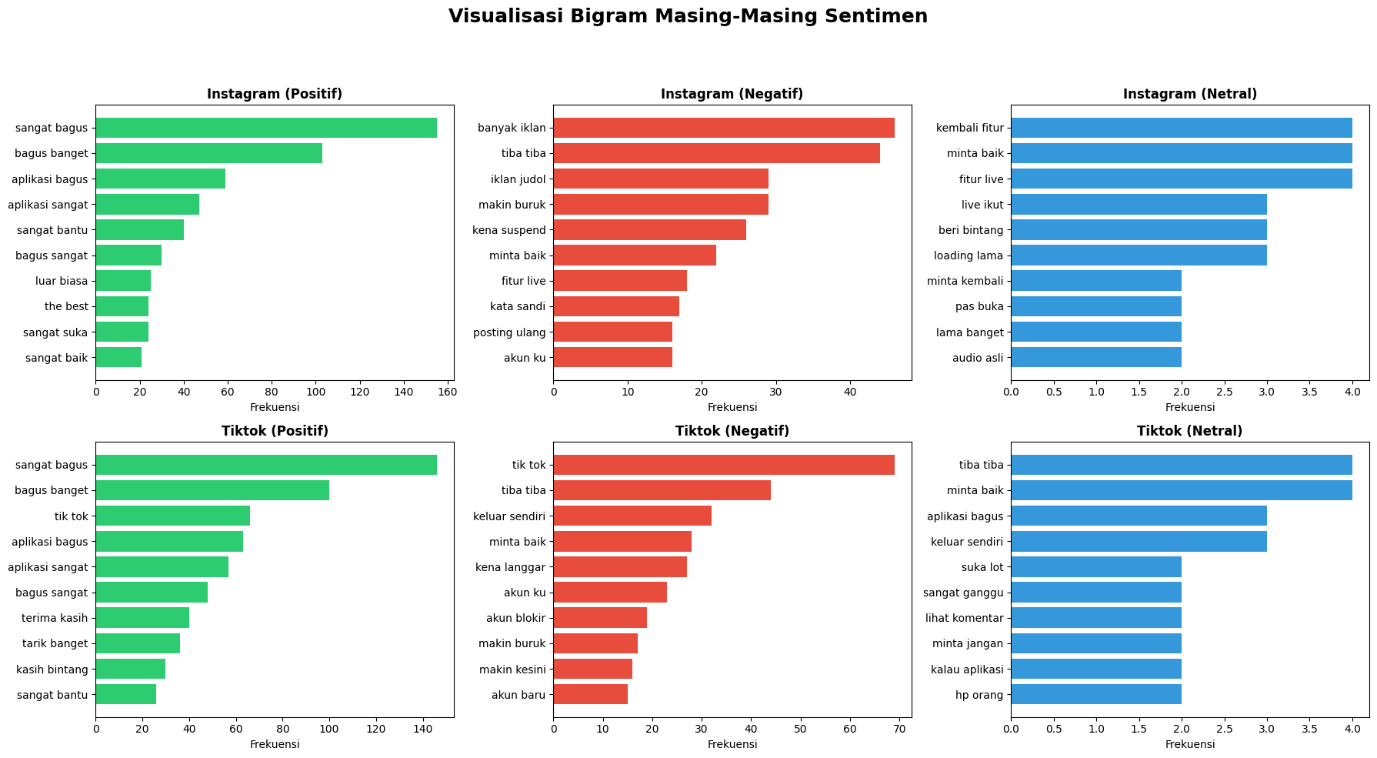 Visualisasi Bigram Masing-Masing Sentimen
Instagram (Positif)
sangat bagus
bagus banget
aplikasi bagus
aplikasi sangat
sangat bantu
bagus sangat
luar biasa
the best
sangat suka
sangat baik
0 20 40 60 80 100 120 140 160
Frekuensi
Instagram (Negatif)
banyak iklan
tiba tiba
iklan judol
makin buruk
kena suspend
minta baik
fitur live
kata sandi
posting ulang
akun ku
0 10 20 30 40
Frekuensi
Instagram (Netral)
kembali fitur
minta baik
fitur live
live ikut
beri bintang
loading lama
minta kembali
pas buka
lama banget
audio asli
0.0 0.5 1.0 1.5 2.0 2.5 3.0 3.5 4.0
Frekuensi
Tiktok (Positif)
sangat bagus
bagus banget
tik tok
aplikasi bagus
aplikasi sangat
bagus sangat
terima kasih
tarik banget
kasih bintang
sangat bantu
0 20 40 60 80 100 120 140
Frekuensi
Tiktok (Negatif)
tik tok
tiba tiba
keluar sendiri
minta baik
kena langgar
akun ku
akun blokir
makin buruk
makin kesini
akun baru
0 10 20 30 40 50 60 70
Frekuensi
Tiktok (Netral)
tiba tiba
minta baik
aplikasi bagus
keluar sendiri
suka lot
sangat ganggu
lihat komentar
minta jangan
kalau aplikasi
hp orang
0.0 0.5 1.0 1.5 2.0 2.5 3.0 3.5 4.0
Frekuensi